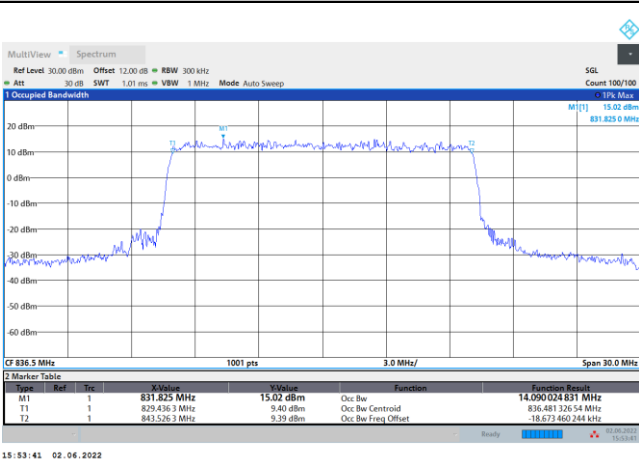 MultiView Spectrum
Ref Level 30.00 dBm Offset 12.00 dB RBW 300 kHz SGL
Att 30 dB SWT 1.01 ms VBW 1 MHz Mode Auto Sweep Count 100/100
1 Occupied Bandwidth 1Pk Max
M1[1] 15.02 dBm
831.825 0 MHz
M1
20 dBm
T1 T2
10 dBm
0 dBm
-10 dBm
-20 dBm
-30 dBm
-40 dBm
-50 dBm
-60 dBm
CF 836.5 MHz 1001 pts 3.0 MHz/ Span 30.0 MHz
2 Marker Table
Type Ref Trc X-Value Y-Value Function Function Result
M1 1 831.825 MHz 15.02 dBm Occ Bw 14.090 024 831 MHz
T1 1 829.436 3 MHz 9.40 dBm Occ Bw Centroid 836.481 326 54 MHz
T2 1 843.526 3 MHz 9.39 dBm Occ Bw Freq Offset -18.673 460 244 kHz
Ready 02.06.2022
15:53:41
15:53:41 02.06.2022